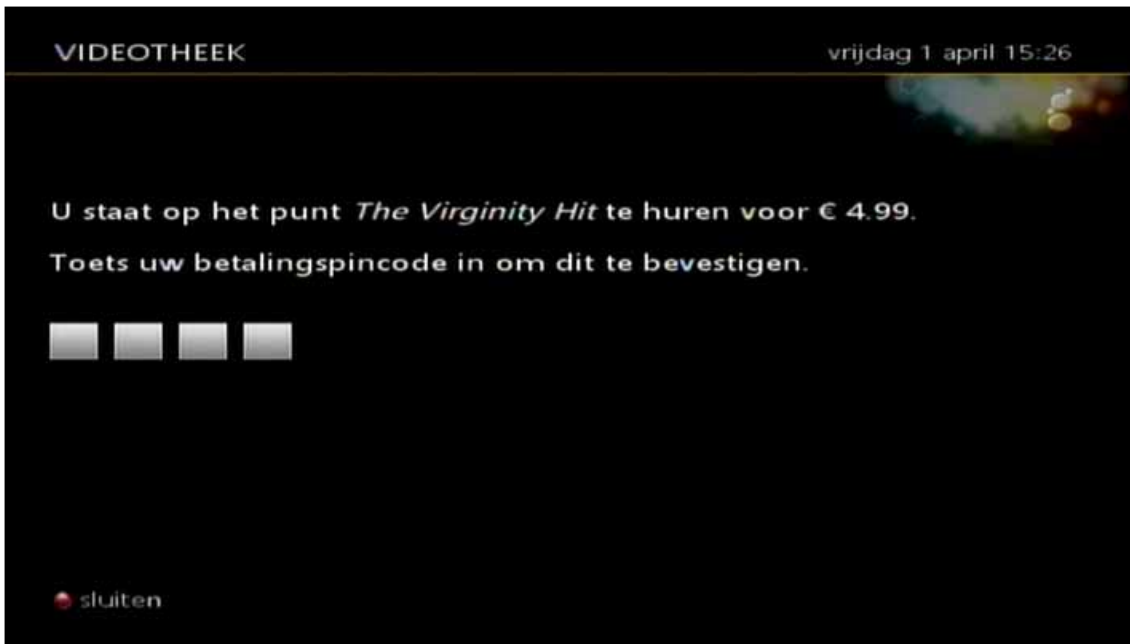 VIDEOTHEEK
vrijdag 1 april 15:26
U staat op het punt The Virginity Hit te huren voor € 4.99.
Toets uw betalingspincode in om dit te bevestigen.
sluiten